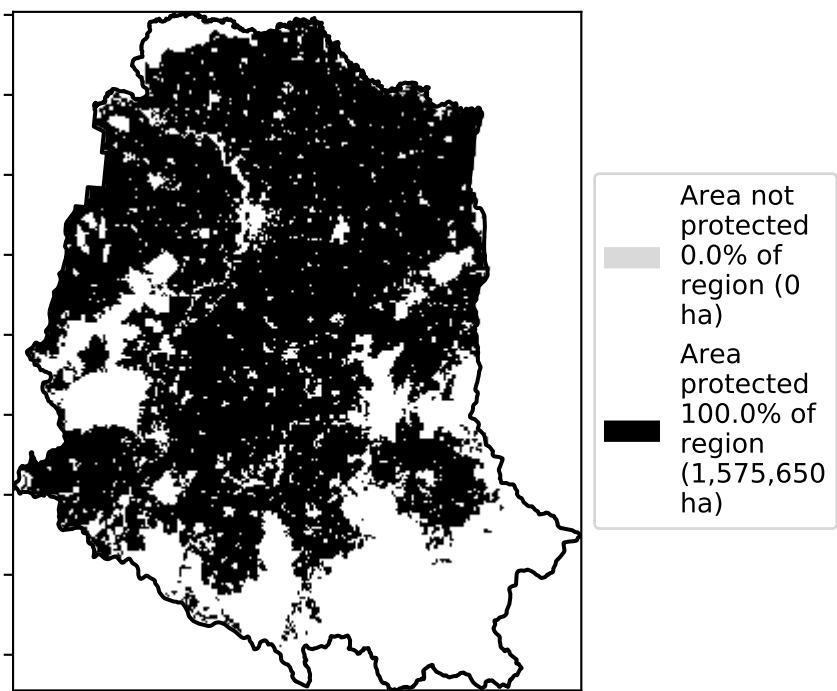 Area not
protected
0.0% of
region (0
ha)
Area
protected
100.0% of
region
(1,575,650
ha)